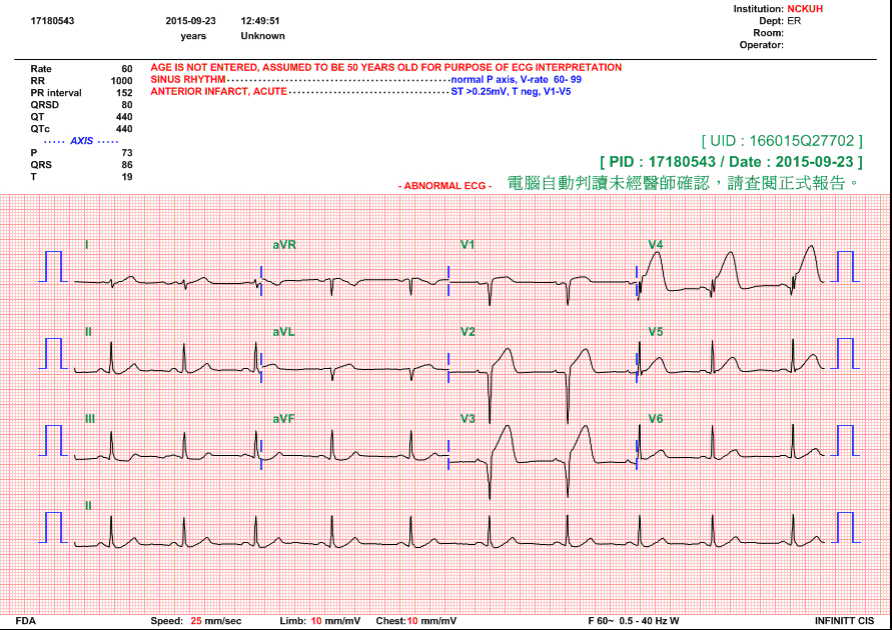 Institution: NCKUH
17180543 2015-09-23 12:49:51 Dept: ER
years Unknown Room:
Operator:
Rate 60 AGE IS NOT ENTERED, ASSUMED TO BE 50 YEARS OLD FOR PURPOSE OF ECG INTERPRETATION
RR 1000 SINUS RHYTHM normal P axis, V-rate 60- 99
PR interval 152 ANTERIOR INFARCT, ACUTE ST >0.25mV, T neg, V1-V5
QRSD 80
QT 440
QTc 440
----- AXIS -----
P 73
QRS 86
T 19
[ UID : 166015Q27702 ]
[ PID : 17180543 / Date : 2015-09-23 ]
- ABNORMAL ECG - 電腦自動判讀未經醫師確認，請查閱正式報告。
I aVR V1 V4
II aVL V2 V5
III aVF V3 V6
II
FDA Speed: 25 mm/sec Limb: 10 mm/mV Chest:10 mm/mV F 60~ 0.5 - 40 Hz W INFINITT CIS